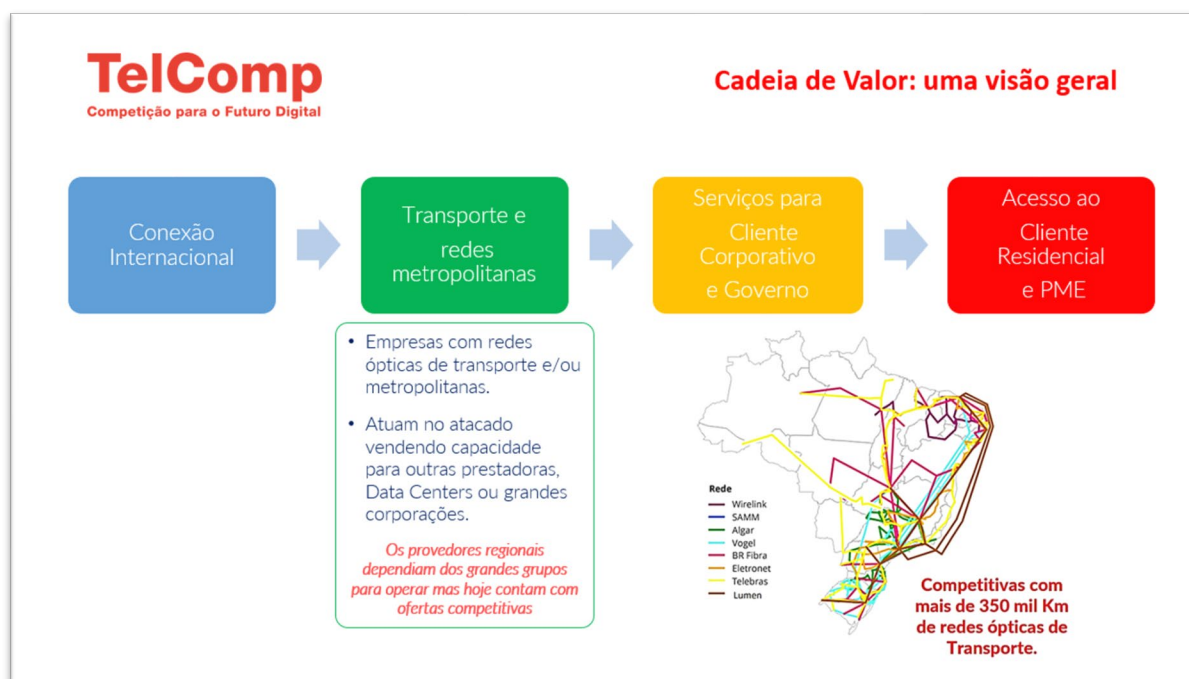 TelComp
Competição para o Futuro Digital
Cadeia de Valor: uma visão geral
Conexão
Internacional
Transporte e
redes
metropolitanas
Serviços para
Cliente
Corporativo
e Governo
Acesso ao
Cliente
Residencial
e PME
• Empresas com redes
ópticas de transporte e/ou
metropolitanas.
• Atuam no atacado
vendendo capacidade
para outras prestadoras,
Data Centers ou grandes
corporações.
Os provedores regionais
dependiam dos grandes grupos
para operar mas hoje contam com
ofertas competitivas
Rede
Wirelink
SAMM
Algar
Vogel
BR Fibra
Eletronet
Telebras
Lumen
Competitivas com
mais de 350 mil Km
de redes ópticas de
Transporte.